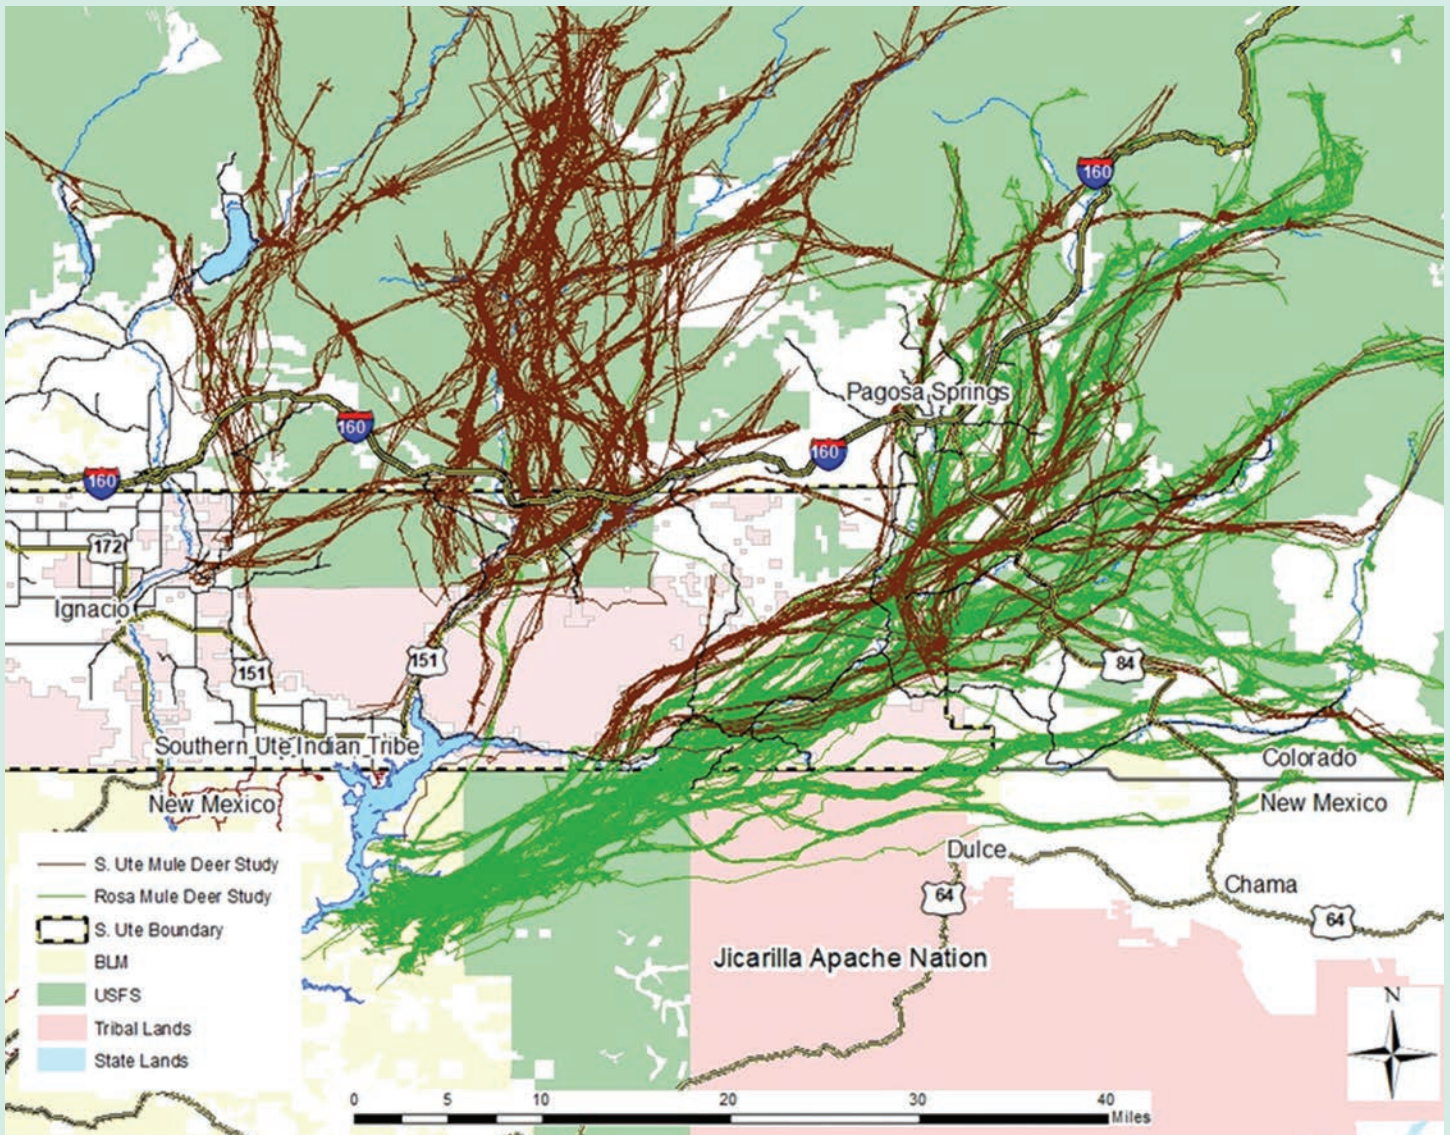 160
Pagosa Springs
160
160
160
172
Ignacio
151
151
84
Southern Ute Indian Tribe
Colorado
New Mexico
New Mexico
Dulce
Chama
64
64
Jicarilla Apache Nation
S. Ute Mule Deer Study
Rosa Mule Deer Study
S. Ute Boundary
BLM
USFS
Tribal Lands
State Lands
N
0 5 10 20 30 40
Miles